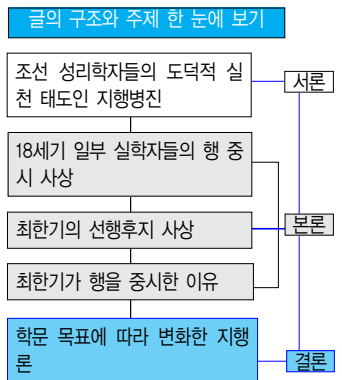 글의 구조와 주제 한 눈에 보기
조선 성리학자들의 도덕적 실
천 태도인 지행병진
서론
18세기 일부 실학자들의 행 중
시 사상
최한기의 선행후지 사상
본론
최한기가 행을 중시한 이유
학문 목표에 따라 변화한 지행
론
결론